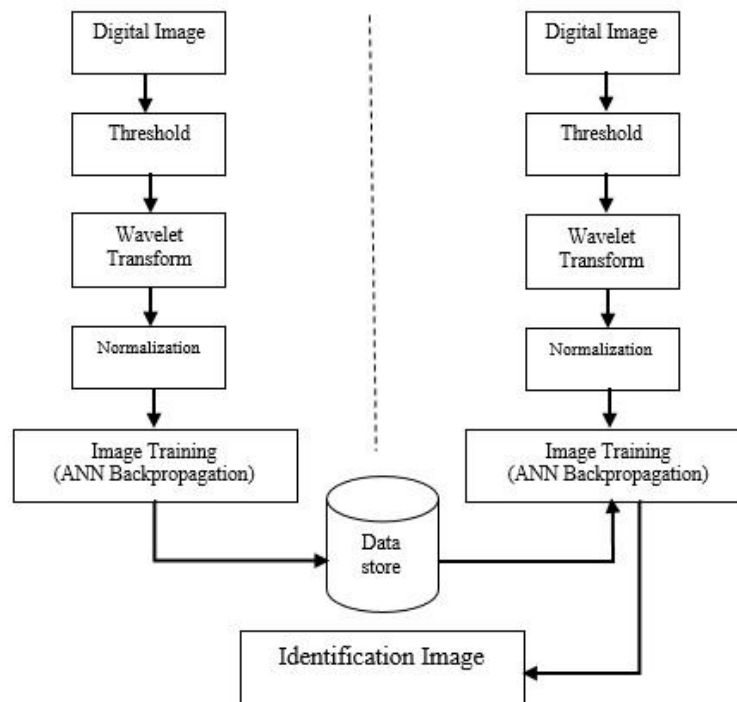 Digital Image
Threshold
Wavelet
Transform
Normalization
Image Training
(ANN Backpropagation)
Digital Image
Threshold
Wavelet
Transform
Normalization
Image Training
(ANN Backpropagation)
Data
store
Identification Image